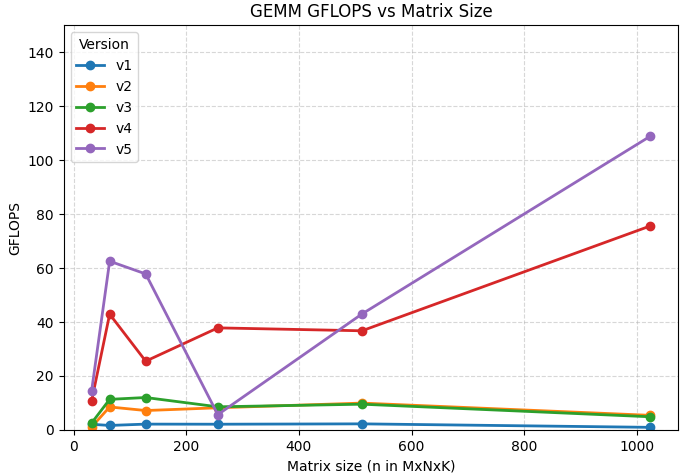 GEMM GFLOPS vs Matrix Size
Version
v1
v2
v3
v4
v5
GFLOPS
140
120
100
80
60
40
20
0
0 200 400 600 800 1000
Matrix size (n in MxNxK)